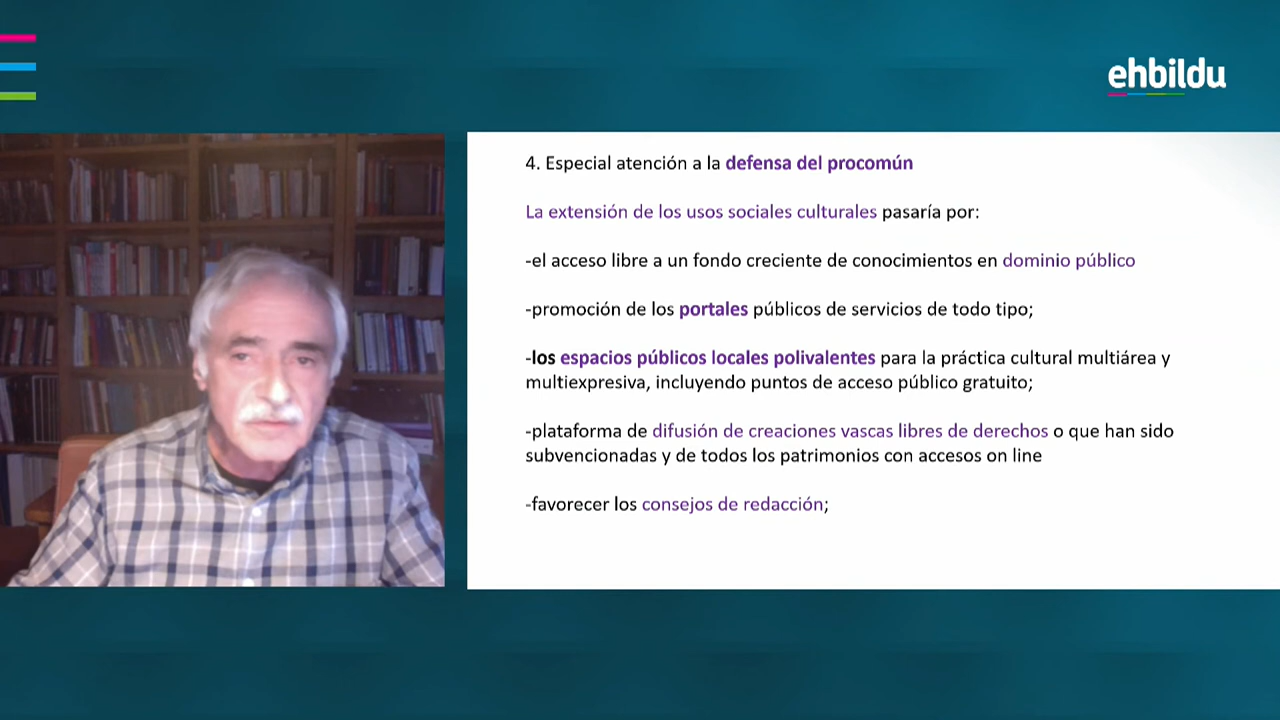 ehbildu
4. Especial atención a la defensa del procomún
La extensión de los usos sociales culturales pasaría por:
-el acceso libre a un fondo creciente de conocimientos en dominio público
-promoción de los portales públicos de servicios de todo tipo;
-los espacios públicos locales polivalentes para la práctica cultural multiárea y
multiexpresiva, incluyendo puntos de acceso público gratuito;
-plataforma de difusión de creaciones vascas libres de derechos o que han sido
subvencionadas y de todos los patrimonios con accesos on line
-favorecer los consejos de redacción;